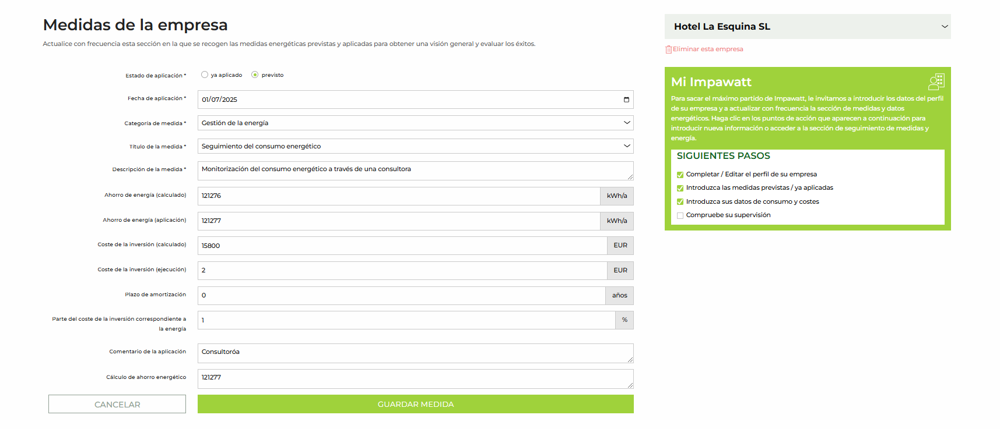 Medidas de la empresa
Actualice con frecuencia esta sección en la que se recogen las medidas energéticas previstas y aplicadas para obtener una visión general y evaluar los éxitos.
Estado de aplicación *
ya aplicado
previsto
Fecha de aplicación *
01/07/2025
Categoría de medida *
Gestión de la energía
Título de la medida *
Seguimiento del consumo energético
Descripción de la medida *
Monitorización del consumo energético a través de una consultora
Ahorro de energía (calculado)
121276
kWh/a
Ahorro de energía (aplicación)
121277
kWh/a
Coste de la inversión (calculado)
15800
EUR
Coste de la inversión (ejecución)
2
EUR
Plazo de amortización
0
años
Parte del coste de la inversión correspondiente a
la energía
1
%
Comentario de la aplicación
Consultoróa
Cálculo de ahorro energético
121277
CANCELAR
GUARDAR MEDIDA
Hotel La Esquina SL
Eliminar esta empresa
Mi Impawatt
Para sacar el máximo partido de Impawatt, le invitamos a introducir los datos del perfil
de su empresa y a actualizar con frecuencia la sección de medidas y datos
energéticos. Haga clic en los puntos de acción que aparecen a continuación para
introducir nueva información o acceder a la sección de seguimiento de medidas y
energía.
SIGUIENTES PASOS
Completar / Editar el perfil de su empresa
Introduzca las medidas previstas / ya aplicadas
Introduzca sus datos de consumo y costes
Compruebe su supervisión